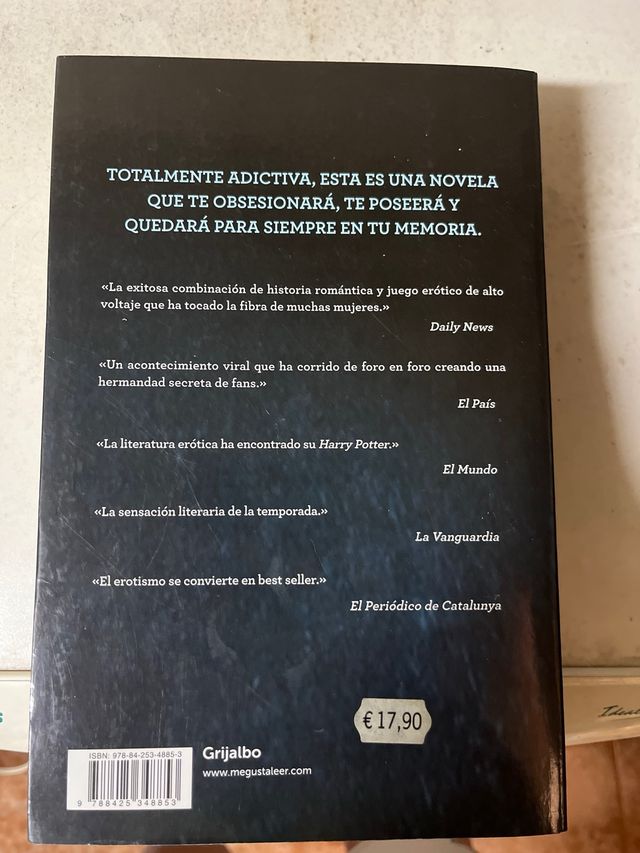 TOTALMENTE ADICTIVA, ESTA ES UNA NOVELA
QUE TE OBSESIONARÁ, TE POSEERÁ Y
QUEDARÁ PARA SIEMPRE EN TU MEMORIA.
«La exitosa combinación de historia romántica y juego erótico de alto
voltaje que ha tocado la fibra de muchas mujeres.»
Daily News
«Un acontecimiento viral que ha corrido de foro en foro creando una
hermandad secreta de fans.»
El País
«La literatura erótica ha encontrado su Harry Potter.»
El Mundo
«La sensación literaria de la temporada.»
La Vanguardia
«El erotismo se convierte en best seller.»
El Periódico de Catalunya
€ 17,90
ISBN: 978-84-253-4885-3
9 788425 348853
Grijalbo
www.megustaleer.com